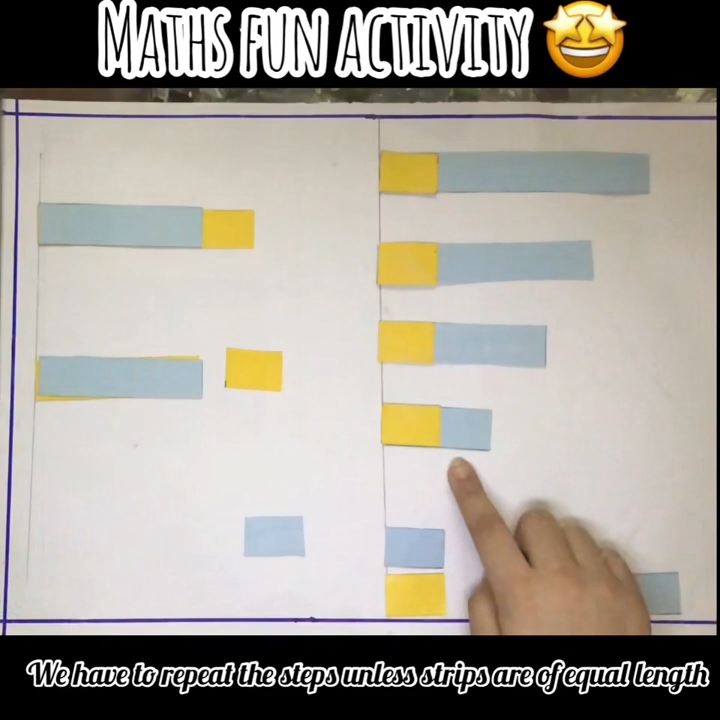 MATHS FUN ACTIVITY 🤩
We have to repeat the steps unless strips are of equal length